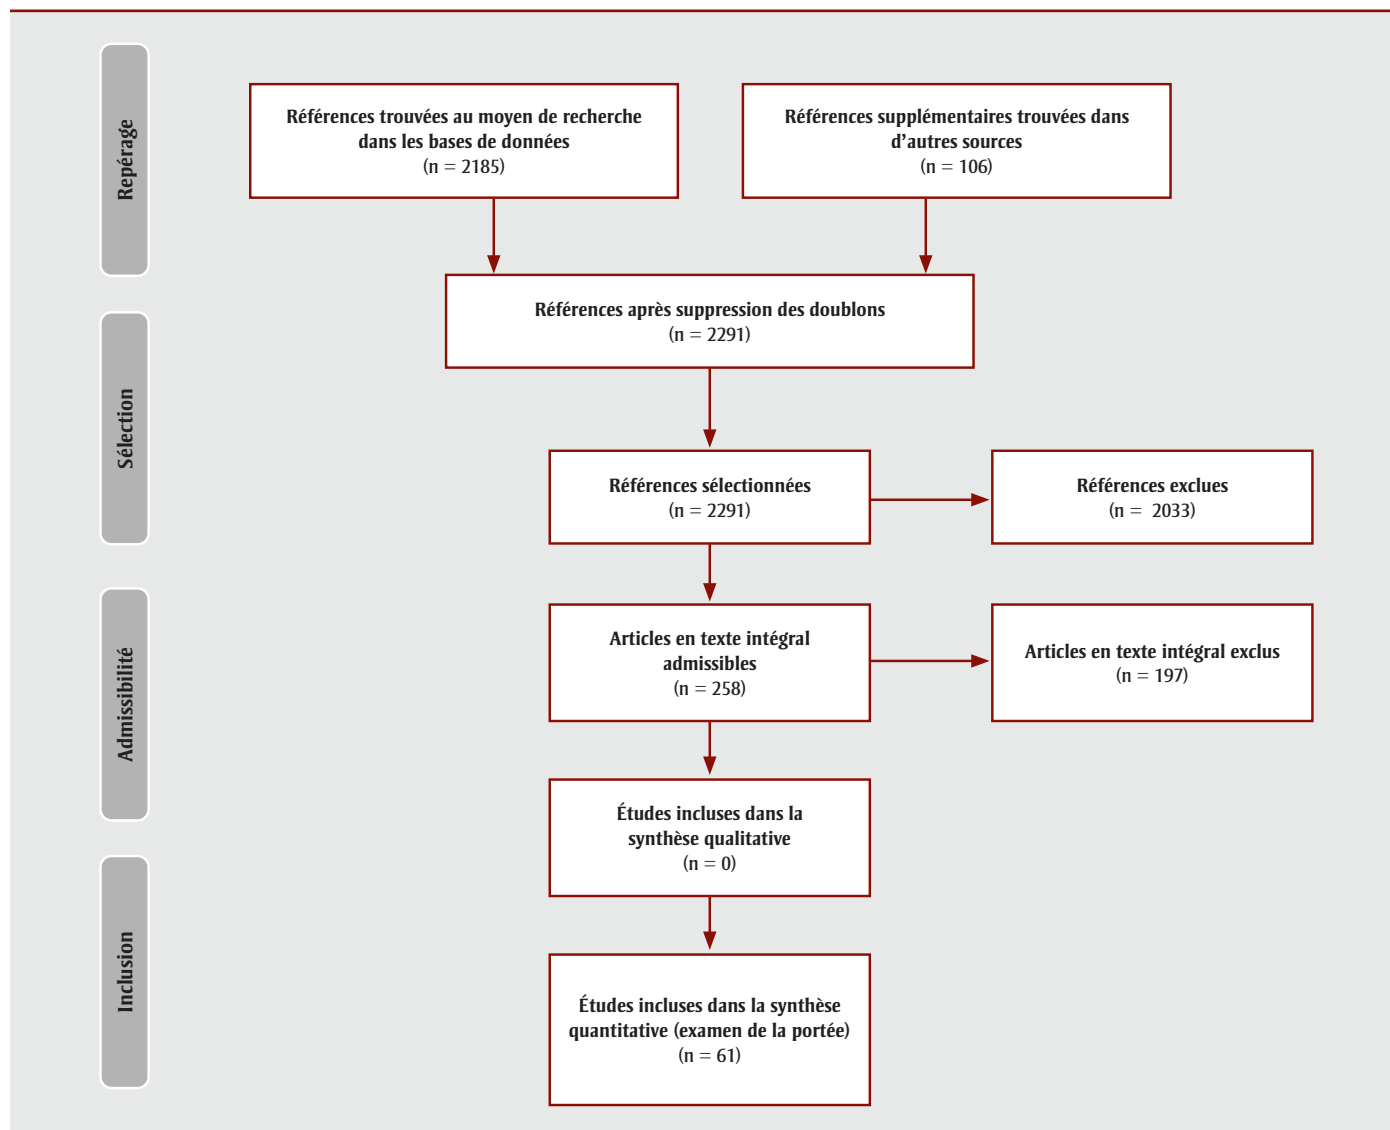 Repérage
Références trouvées au moyen de recherche
dans les bases de données
(n = 2185)
Références supplémentaires trouvées dans
d’autres sources
(n = 106)
Références après suppression des doublons
(n = 2291)
Sélection
Références sélectionnées
(n = 2291)
Références exclues
(n = 2033)
Admissibilité
Articles en texte intégral
admissibles
(n = 258)
Articles en texte intégral exclus
(n = 197)
Études incluses dans la
synthèse qualitative
(n = 0)
Inclusion
Études incluses dans la synthèse
quantitative (examen de la portée)
(n = 61)